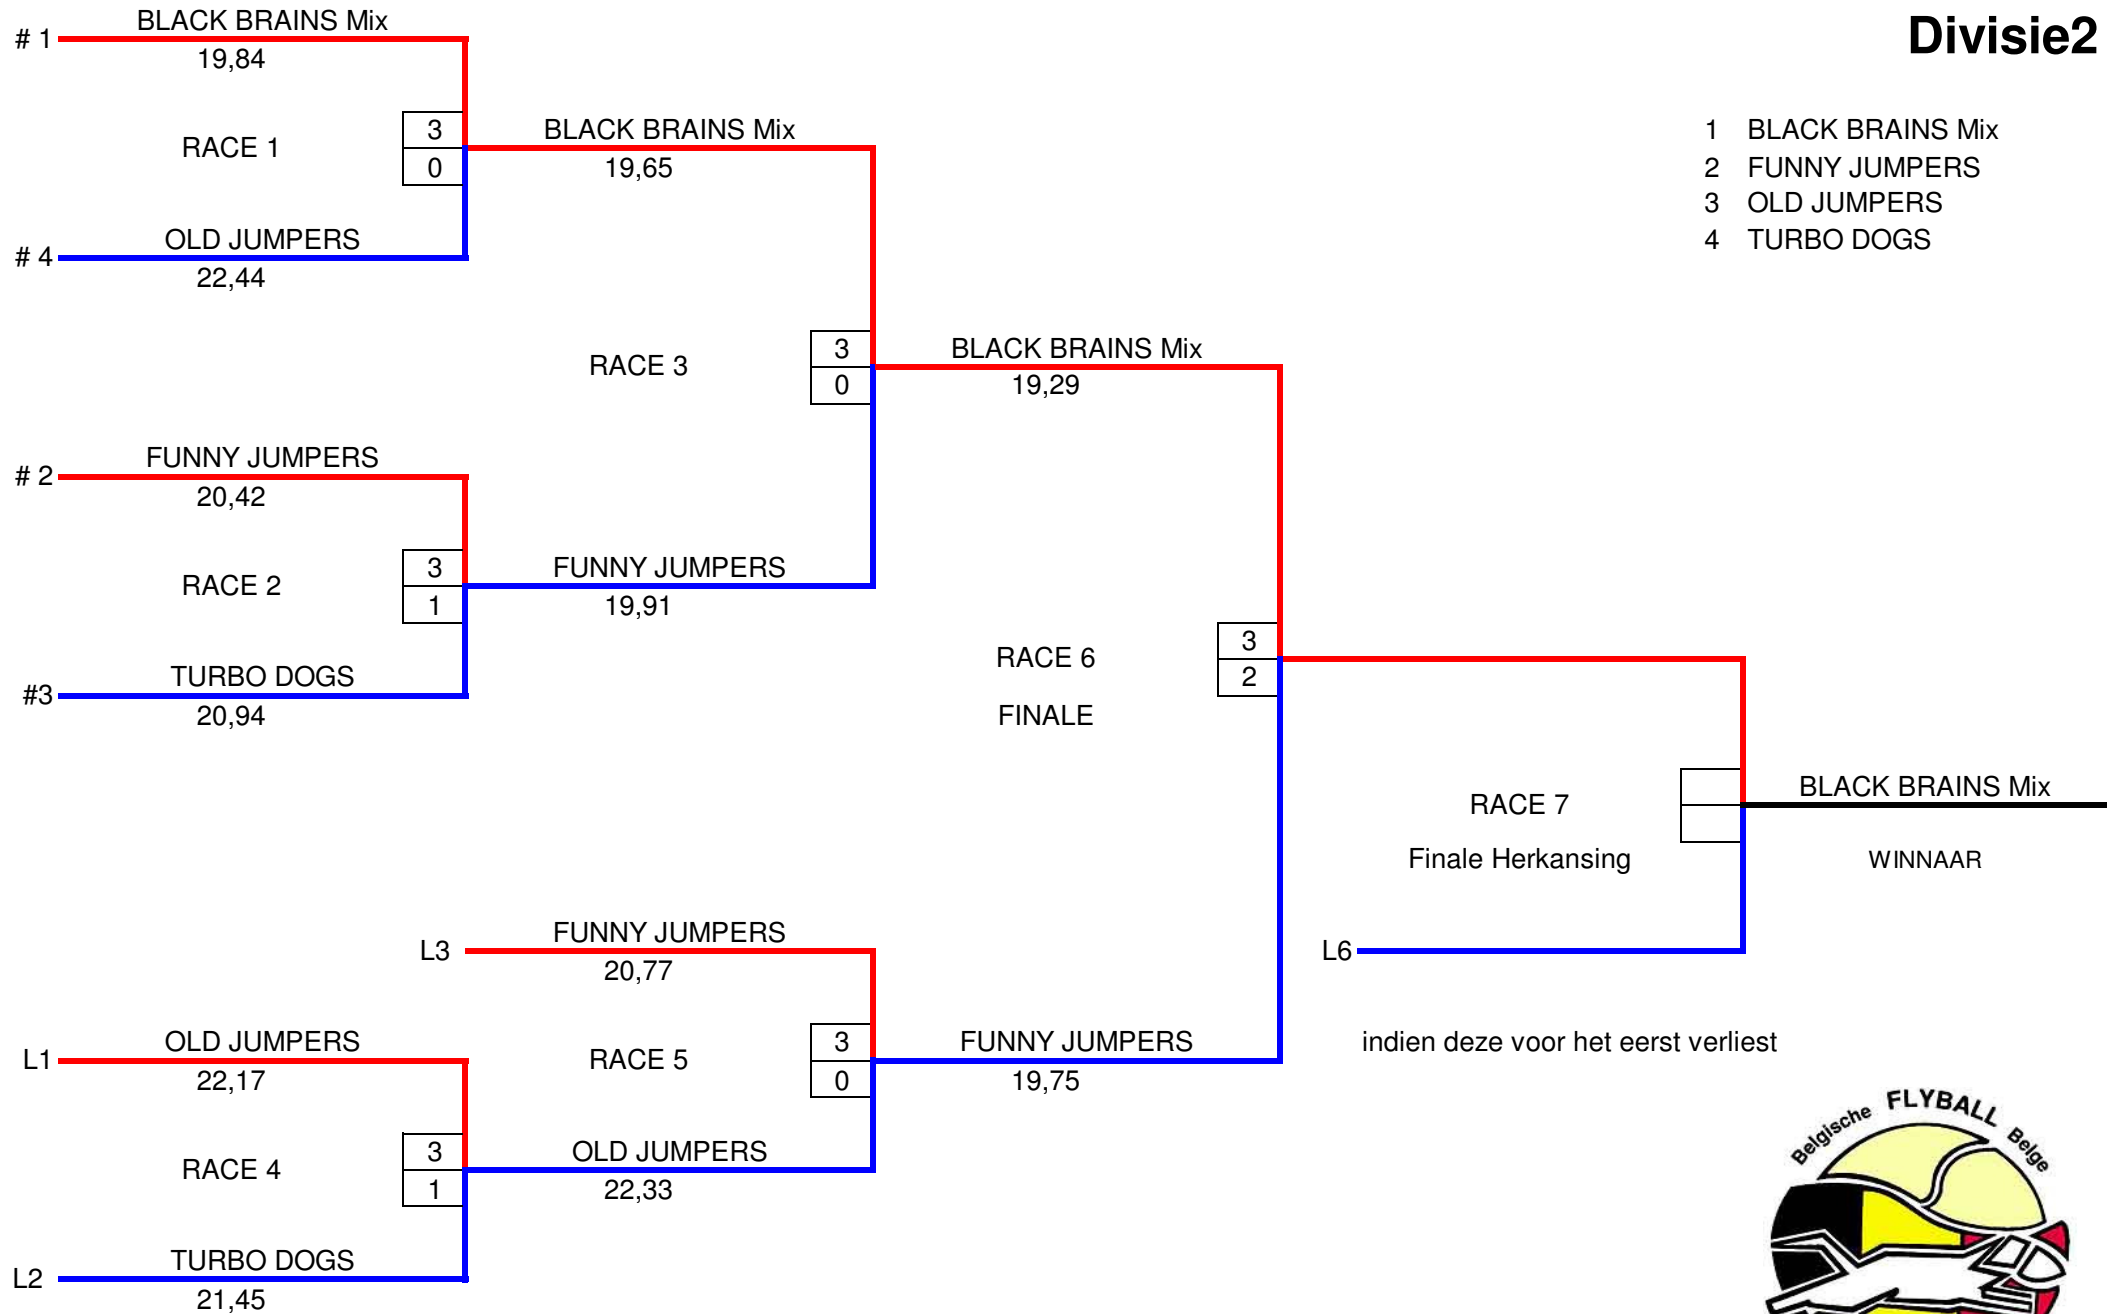 Divisie2
1 BLACK BRAINS Mix
2 FUNNY JUMPERS
3 OLD JUMPERS
4 TURBO DOGS
# 1
BLACK BRAINS Mix
19,84
RACE 1
3
0
# 4
OLD JUMPERS
22,44
BLACK BRAINS Mix
19,65
RACE 3
3
0
# 2
FUNNY JUMPERS
20,42
RACE 2
3
1
#3
TURBO DOGS
20,94
FUNNY JUMPERS
19,91
BLACK BRAINS Mix
19,29
RACE 6
3
2
FINALE
RACE 7
Finale Herkansing
BLACK BRAINS Mix
WINNAAR
L3
FUNNY JUMPERS
20,77
L6
L1
OLD JUMPERS
22,17
RACE 5
3
0
FUNNY JUMPERS
19,75
indien deze voor het eerst verliest
RACE 4
3
1
OLD JUMPERS
22,33
L2
TURBO DOGS
21,45
Belgische FLYBALL Belge